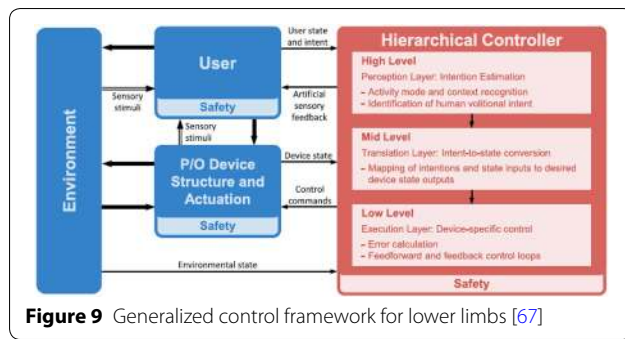 Environment
User
Safety
Sensory
stimuli
Sensory
stimuli
P/O Device
Structure and
Actuation
Safety
User state
and intent
Artificial
sensory
feedback
Device state
Control
commands
Environmental state
Hierarchical Controller
High Level
Perception Layer: Intention Estimation
– Activity mode and context recognition
– Identification of human volitional intent
Mid Level
Translation Layer: Intent-to-state conversion
– Mapping of intentions and state inputs to desired
device state outputs
Low Level
Execution Layer: Device-specific control
– Error calculation
– Feedforward and feedback control loops
Safety
Figure 9 Generalized control framework for lower limbs [67]